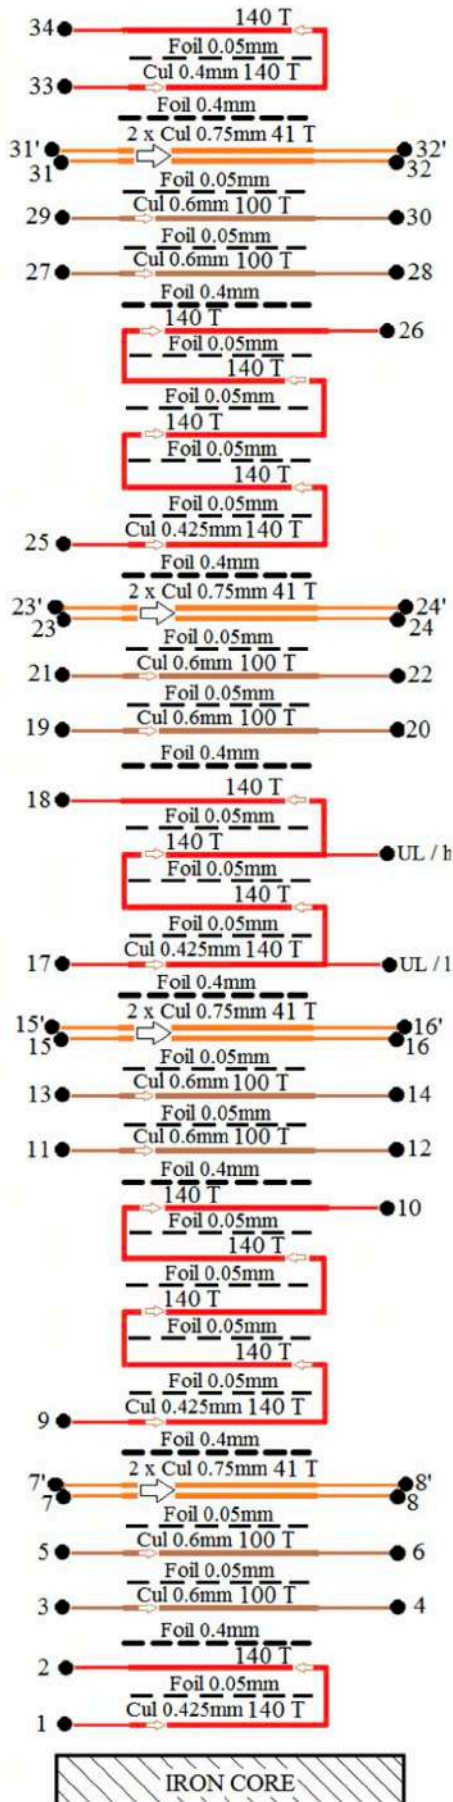 34 140 T
Foil 0.05mm
33 Cul 0.4mm 140 T
Foil 0.4mm
2 x Cul 0.75mm 41 T
31' 32'
31 32
Foil 0.05mm
Cul 0.6mm 100 T
29 30
Foil 0.05mm
Cul 0.6mm 100 T
27 28
Foil 0.4mm
140 T 26
Foil 0.05mm
140 T
Foil 0.05mm
140 T
Foil 0.05mm
140 T
Foil 0.05mm
Cul 0.425mm 140 T
25
Foil 0.4mm
2 x Cul 0.75mm 41 T
23' 24'
23 24
Foil 0.05mm
Cul 0.6mm 100 T
21 22
Foil 0.05mm
Cul 0.6mm 100 T
19 20
Foil 0.4mm
140 T
18
Foil 0.05mm
140 T
UL / h
Foil 0.05mm
140 T
Foil 0.05mm
Cul 0.425mm 140 T
17 UL / l
Foil 0.4mm
2 x Cul 0.75mm 41 T
15' 16'
15 16
Foil 0.05mm
Cul 0.6mm 100 T
13 14
Foil 0.05mm
Cul 0.6mm 100 T
11 12
Foil 0.4mm
140 T
10
Foil 0.05mm
140 T
Foil 0.05mm
140 T
Foil 0.05mm
140 T
Foil 0.05mm
Cul 0.425mm 140 T
9
Foil 0.4mm
2 x Cul 0.75mm 41 T
7' 8'
7 8
Foil 0.05mm
Cul 0.6mm 100 T
5 6
Foil 0.05mm
Cul 0.6mm 100 T
3 4
Foil 0.4mm
140 T
2
Foil 0.05mm
Cul 0.425mm 140 T
1
IRON CORE